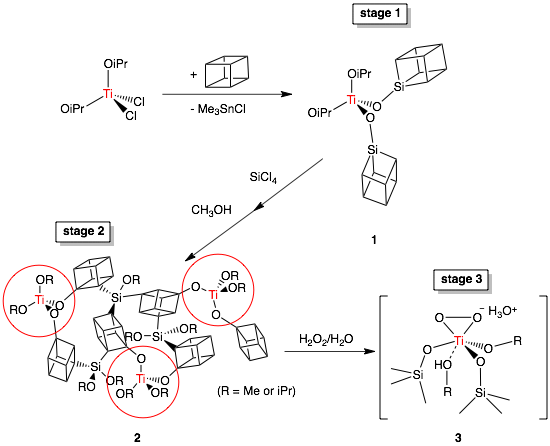 stage 1
OiPr
Ti
OiPr
Cl
Cl
+
- Me3SnCl
OiPr
OiPr
Ti
O
O
Si
Si
1
SiCl4
CH3OH
stage 2
OR
RO
Ti
O
O
OR
Si
O
Ti
OR
OR
O
Si
RO
OR
Si
RO
OR
O
Ti
O
RO
OR
(R = Me or iPr)
2
H2O2/H2O
stage 3
O
O
− H3O+
Ti
O
R
O
HO
R
O
Si
Si
3